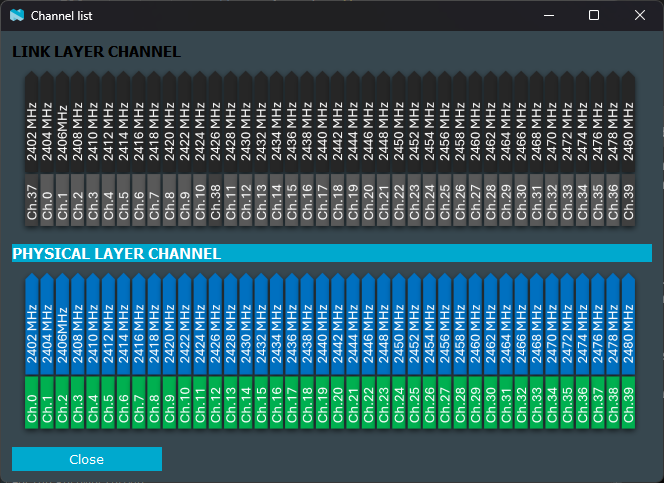 Channel list
LINK LAYER CHANNEL
2402 MHz 2404 MHz 2406MHz 2408 MHz 2410 MHz 2412 MHz 2414 MHz 2416 MHz 2418 MHz 2420 MHz 2422 MHz 2424 MHz 2426 MHz 2428 MHz 2430 MHz 2432 MHz 2434 MHz 2436 MHz 2438 MHz 2440 MHz 2442 MHz 2444 MHz 2446 MHz 2448 MHz 2450 MHz 2452 MHz 2454 MHz 2456 MHz 2458 MHz 2460 MHz 2462 MHz 2464 MHz 2466 MHz 2468 MHz 2470 MHz 2472 MHz 2474 MHz 2476 MHz 2478 MHz 2480 MHz
Ch.37 Ch.0 Ch.1 Ch.2 Ch.3 Ch.4 Ch.5 Ch.6 Ch.7 Ch.8 Ch.9 Ch.10 Ch.38 Ch.11 Ch.12 Ch.13 Ch.14 Ch.15 Ch.16 Ch.17 Ch.18 Ch.19 Ch.20 Ch.21 Ch.22 Ch.23 Ch.24 Ch.25 Ch.26 Ch.27 Ch.28 Ch.29 Ch.30 Ch.31 Ch.32 Ch.33 Ch.34 Ch.35 Ch.36 Ch.39
PHYSICAL LAYER CHANNEL
2402 MHz 2404 MHz 2406MHz 2408 MHz 2410 MHz 2412 MHz 2414 MHz 2416 MHz 2418 MHz 2420 MHz 2422 MHz 2424 MHz 2426 MHz 2428 MHz 2430 MHz 2432 MHz 2434 MHz 2436 MHz 2438 MHz 2440 MHz 2442 MHz 2444 MHz 2446 MHz 2448 MHz 2450 MHz 2452 MHz 2454 MHz 2456 MHz 2458 MHz 2460 MHz 2462 MHz 2464 MHz 2466 MHz 2468 MHz 2470 MHz 2472 MHz 2474 MHz 2476 MHz 2478 MHz 2480 MHz
Ch.0 Ch.1 Ch.2 Ch.3 Ch.4 Ch.5 Ch.6 Ch.7 Ch.8 Ch.9 Ch.10 Ch.11 Ch.12 Ch.13 Ch.14 Ch.15 Ch.16 Ch.17 Ch.18 Ch.19 Ch.20 Ch.21 Ch.22 Ch.23 Ch.24 Ch.25 Ch.26 Ch.27 Ch.28 Ch.29 Ch.30 Ch.31 Ch.32 Ch.33 Ch.34 Ch.35 Ch.36 Ch.37 Ch.38 Ch.39
Close